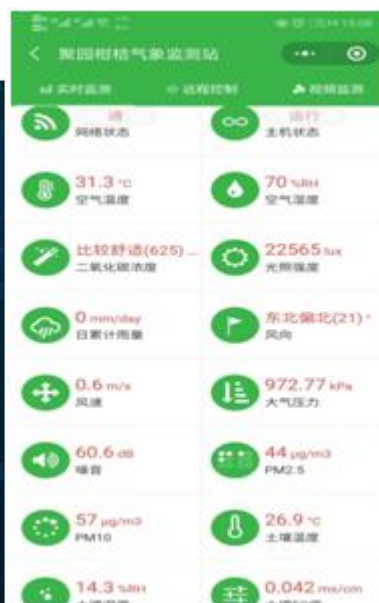 聚园柑桔气象监测站
实时监测 远程控制 视频监测
通 运行
网络状态 主机状态
31.3 ℃ 70 %RH
空气温度 空气湿度
比较舒适(625) ... 22565 lux
二氧化碳浓度 光照强度
0 mm/day 东北偏北(21) °
日累计雨量 风向
0.6 m/s 972.77 kPa
风速 大气压力
60.6 dB 44 μg/m3
噪音 PM2.5
57 μg/m3 26.9 ℃
PM10 土壤温度
14.3 %RH 0.042 ms/cm